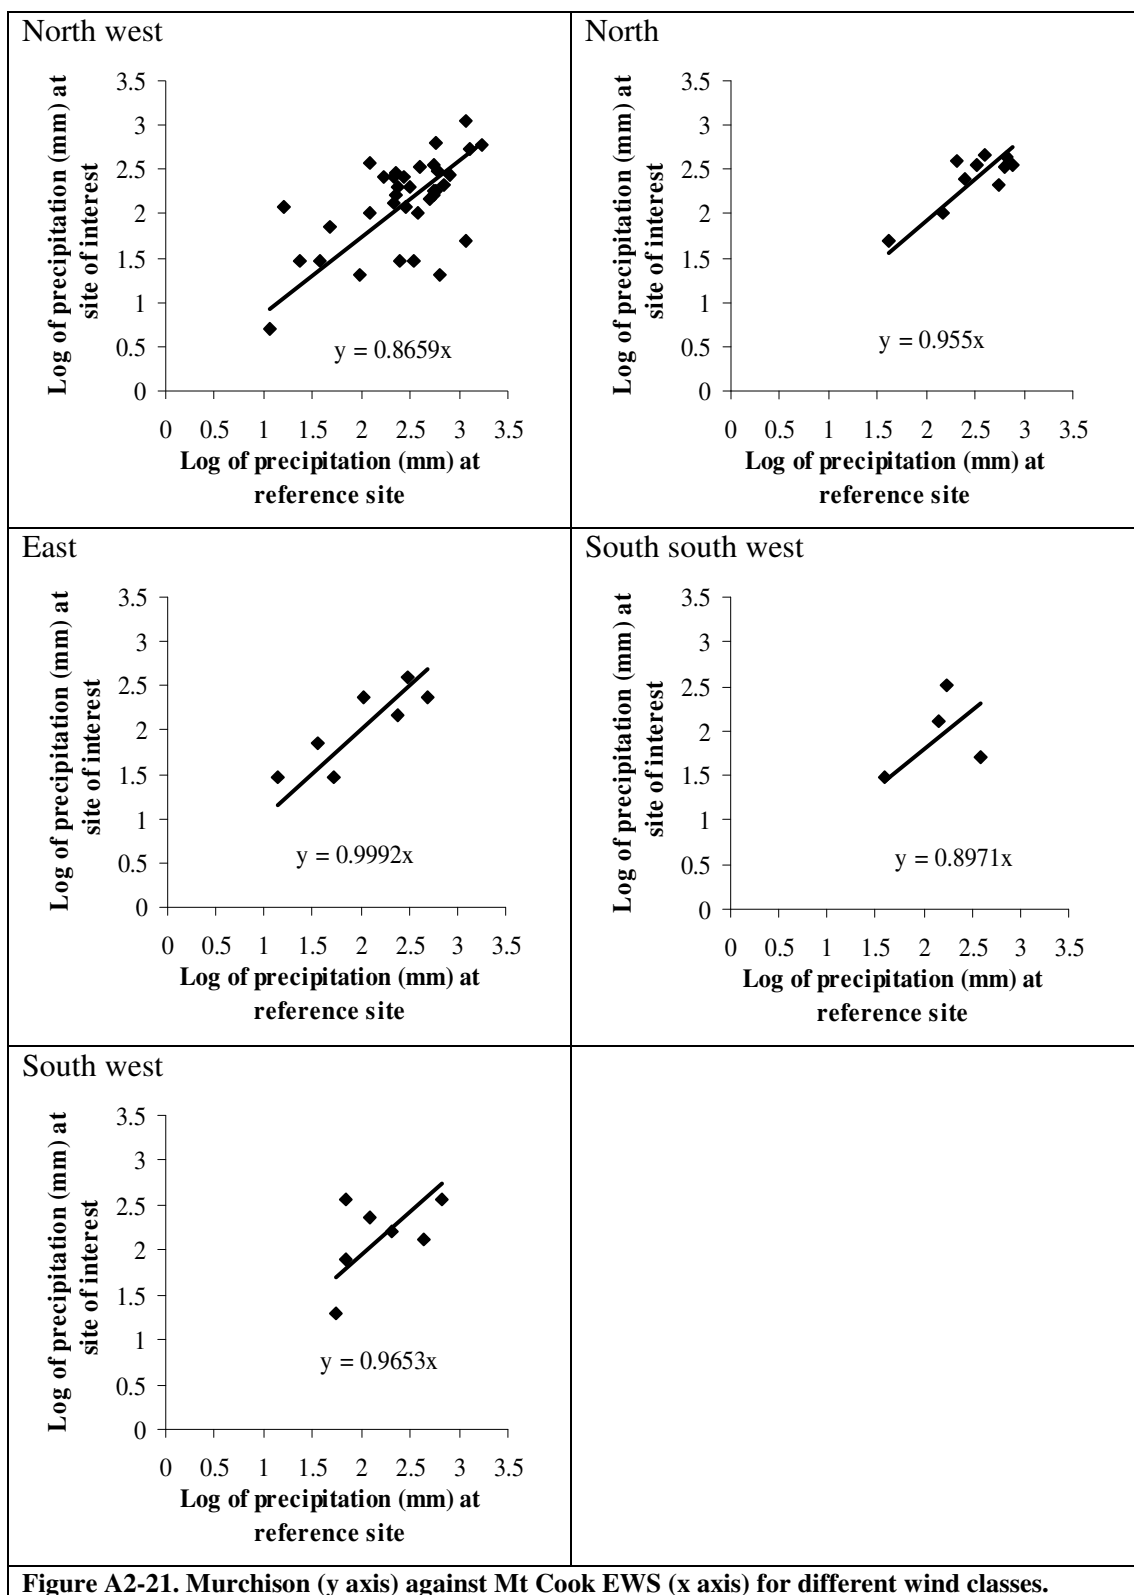 North west
Log of precipitation (mm) at
site of interest
3.5
3
2.5
2
1.5
1
0.5
0
y = 0.8659x
0 0.5 1 1.5 2 2.5 3 3.5
Log of precipitation (mm) at
reference site
North
Log of precipitation (mm) at
site of interest
3.5
3
2.5
2
1.5
1
0.5
0
y = 0.955x
0 0.5 1 1.5 2 2.5 3 3.5
Log of precipitation (mm) at
reference site
East
Log of precipitation (mm) at
site of interest
3.5
3
2.5
2
1.5
1
0.5
0
y = 0.9992x
0 0.5 1 1.5 2 2.5 3 3.5
Log of precipitation (mm) at
reference site
South south west
Log of precipitation (mm) at
site of interest
3.5
3
2.5
2
1.5
1
0.5
0
y = 0.8971x
0 0.5 1 1.5 2 2.5 3 3.5
Log of precipitation (mm) at
reference site
South west
Log of precipitation (mm) at
site of interest
3.5
3
2.5
2
1.5
1
0.5
0
y = 0.9653x
0 0.5 1 1.5 2 2.5 3 3.5
Log of precipitation (mm) at
reference site
Figure A2-21. Murchison (y axis) against Mt Cook EWS (x axis) for different wind classes.